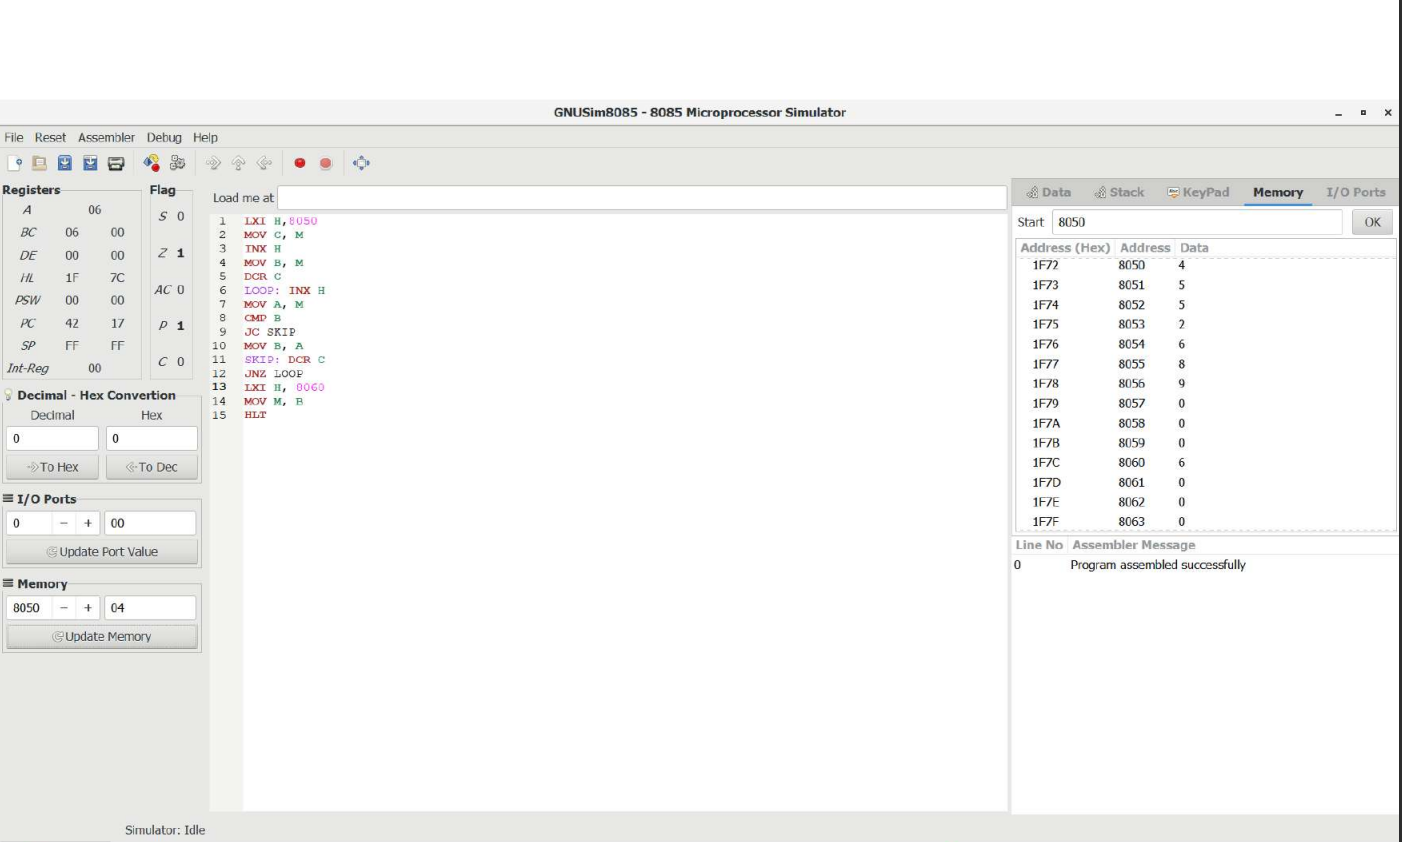 GNUSim8085 - 8085 Microprocessor Simulator
File Reset Assembler Debug Help
Registers
A 06
BC 06 00
DE 00 00
HL 1F 7C
PSW 00 00
PC 42 17
SP FF FF
Int-Reg 00
Flag
S 0
Z 1
AC 0
P 1
C 0
Decimal - Hex Convertion
Decimal Hex
0 0
To Hex To Dec
I/O Ports
0 − + 00
Update Port Value
Memory
8050 − + 04
Update Memory
Load me at
1 LXI H,8050
2 MOV C, M
3 INX H
4 MOV B, M
5 DCR C
6 LOOP: INX H
7 MOV A, M
8 CMP B
9 JC SKIP
10 MOV B, A
11 SKIP: DCR C
12 JNZ LOOP
13 LXI H, 8060
14 MOV M, B
15 HLT
Data Stack KeyPad Memory I/O Ports
Start 8050 OK
Address (Hex) Address Data
1F72 8050 4
1F73 8051 5
1F74 8052 5
1F75 8053 2
1F76 8054 6
1F77 8055 8
1F78 8056 9
1F79 8057 0
1F7A 8058 0
1F7B 8059 0
1F7C 8060 6
1F7D 8061 0
1F7E 8062 0
1F7F 8063 0
Line No Assembler Message
0 Program assembled successfully
Simulator: Idle